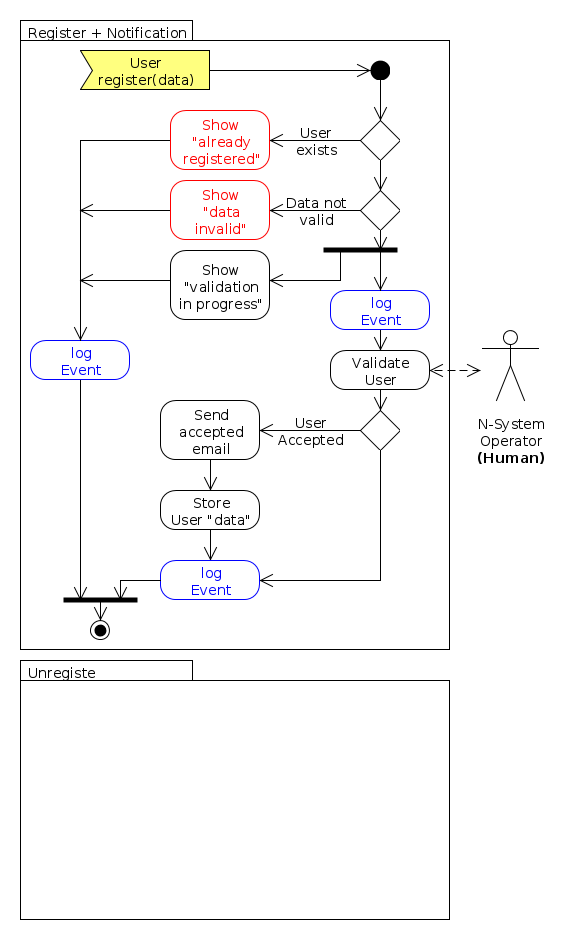 Register + Notification
User
register(data)
Show
"already
registered"
User
exists
Show
"data
invalid"
Data not
valid
Show
"validation
in progress"
log
Event
log
Event
Validate
User
N-System
Operator
(Human)
Send
accepted
email
User
Accepted
Store
User "data"
log
Event
Unregiste